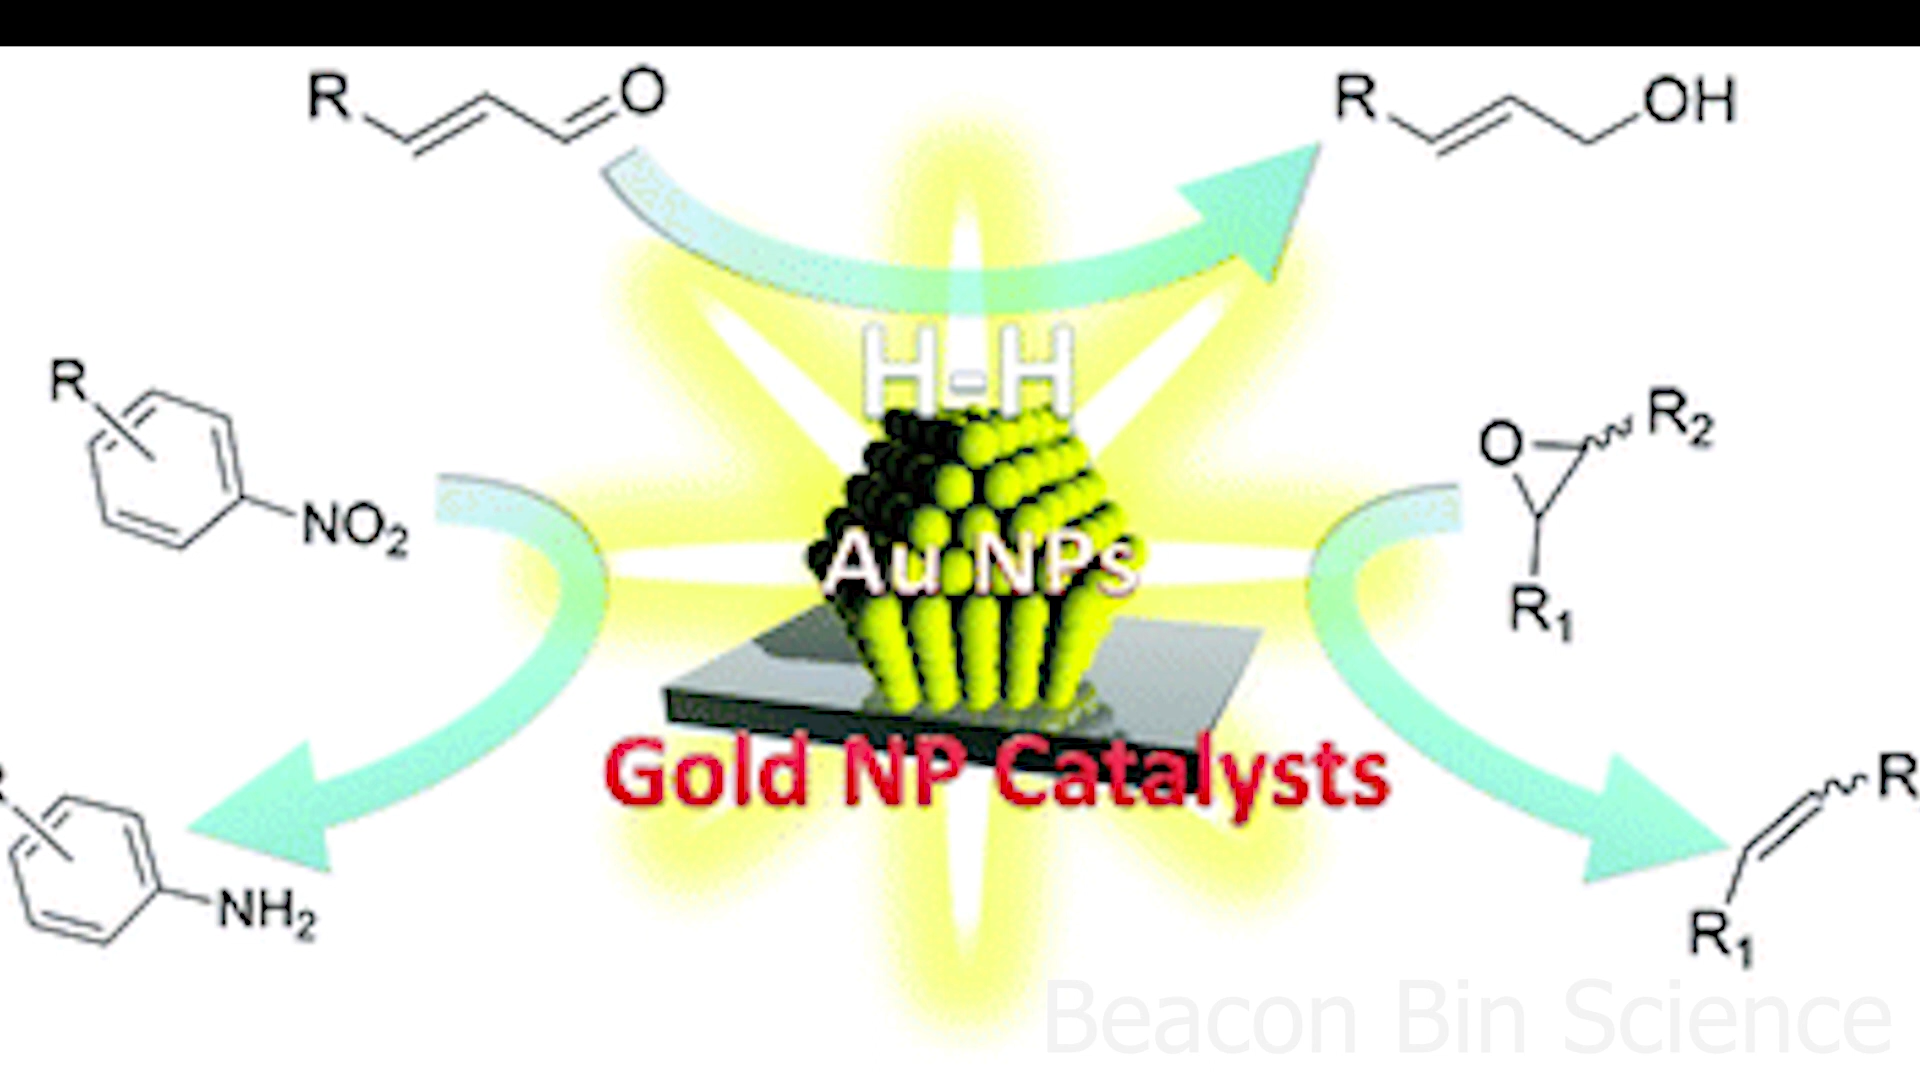 R
O
R
OH
H-H
R
NO2
O
R2
R1
Au NPs
Gold NP Catalysts
NH2
R
R1
Beacon Bin Science